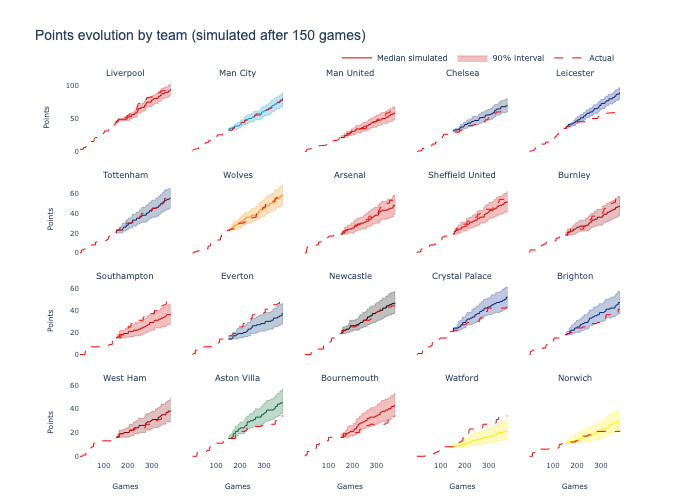 Points evolution by team (simulated after 150 games)
Median simulated 90% interval Actual
Liverpool Man City Man United Chelsea Leicester
100
50
0
Points
Tottenham Wolves Arsenal Sheffield United Burnley
60
40
20
0
Points
Southampton Everton Newcastle Crystal Palace Brighton
60
40
20
0
Points
West Ham Aston Villa Bournemouth Watford Norwich
60
40
20
0
Points
100 200 300 100 200 300 100 200 300 100 200 300 100 200 300
Games Games Games Games Games